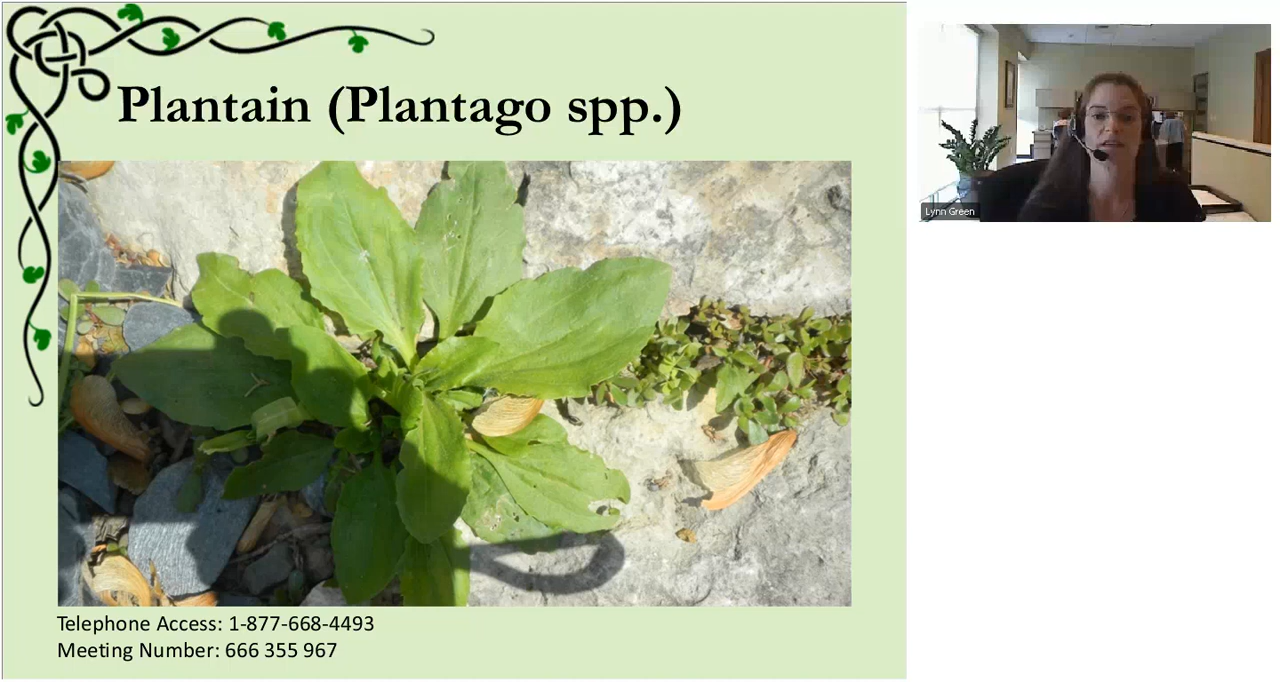 Plantain (Plantago spp.)
Telephone Access: 1-877-668-4493
Meeting Number: 666 355 967
Lynn Green